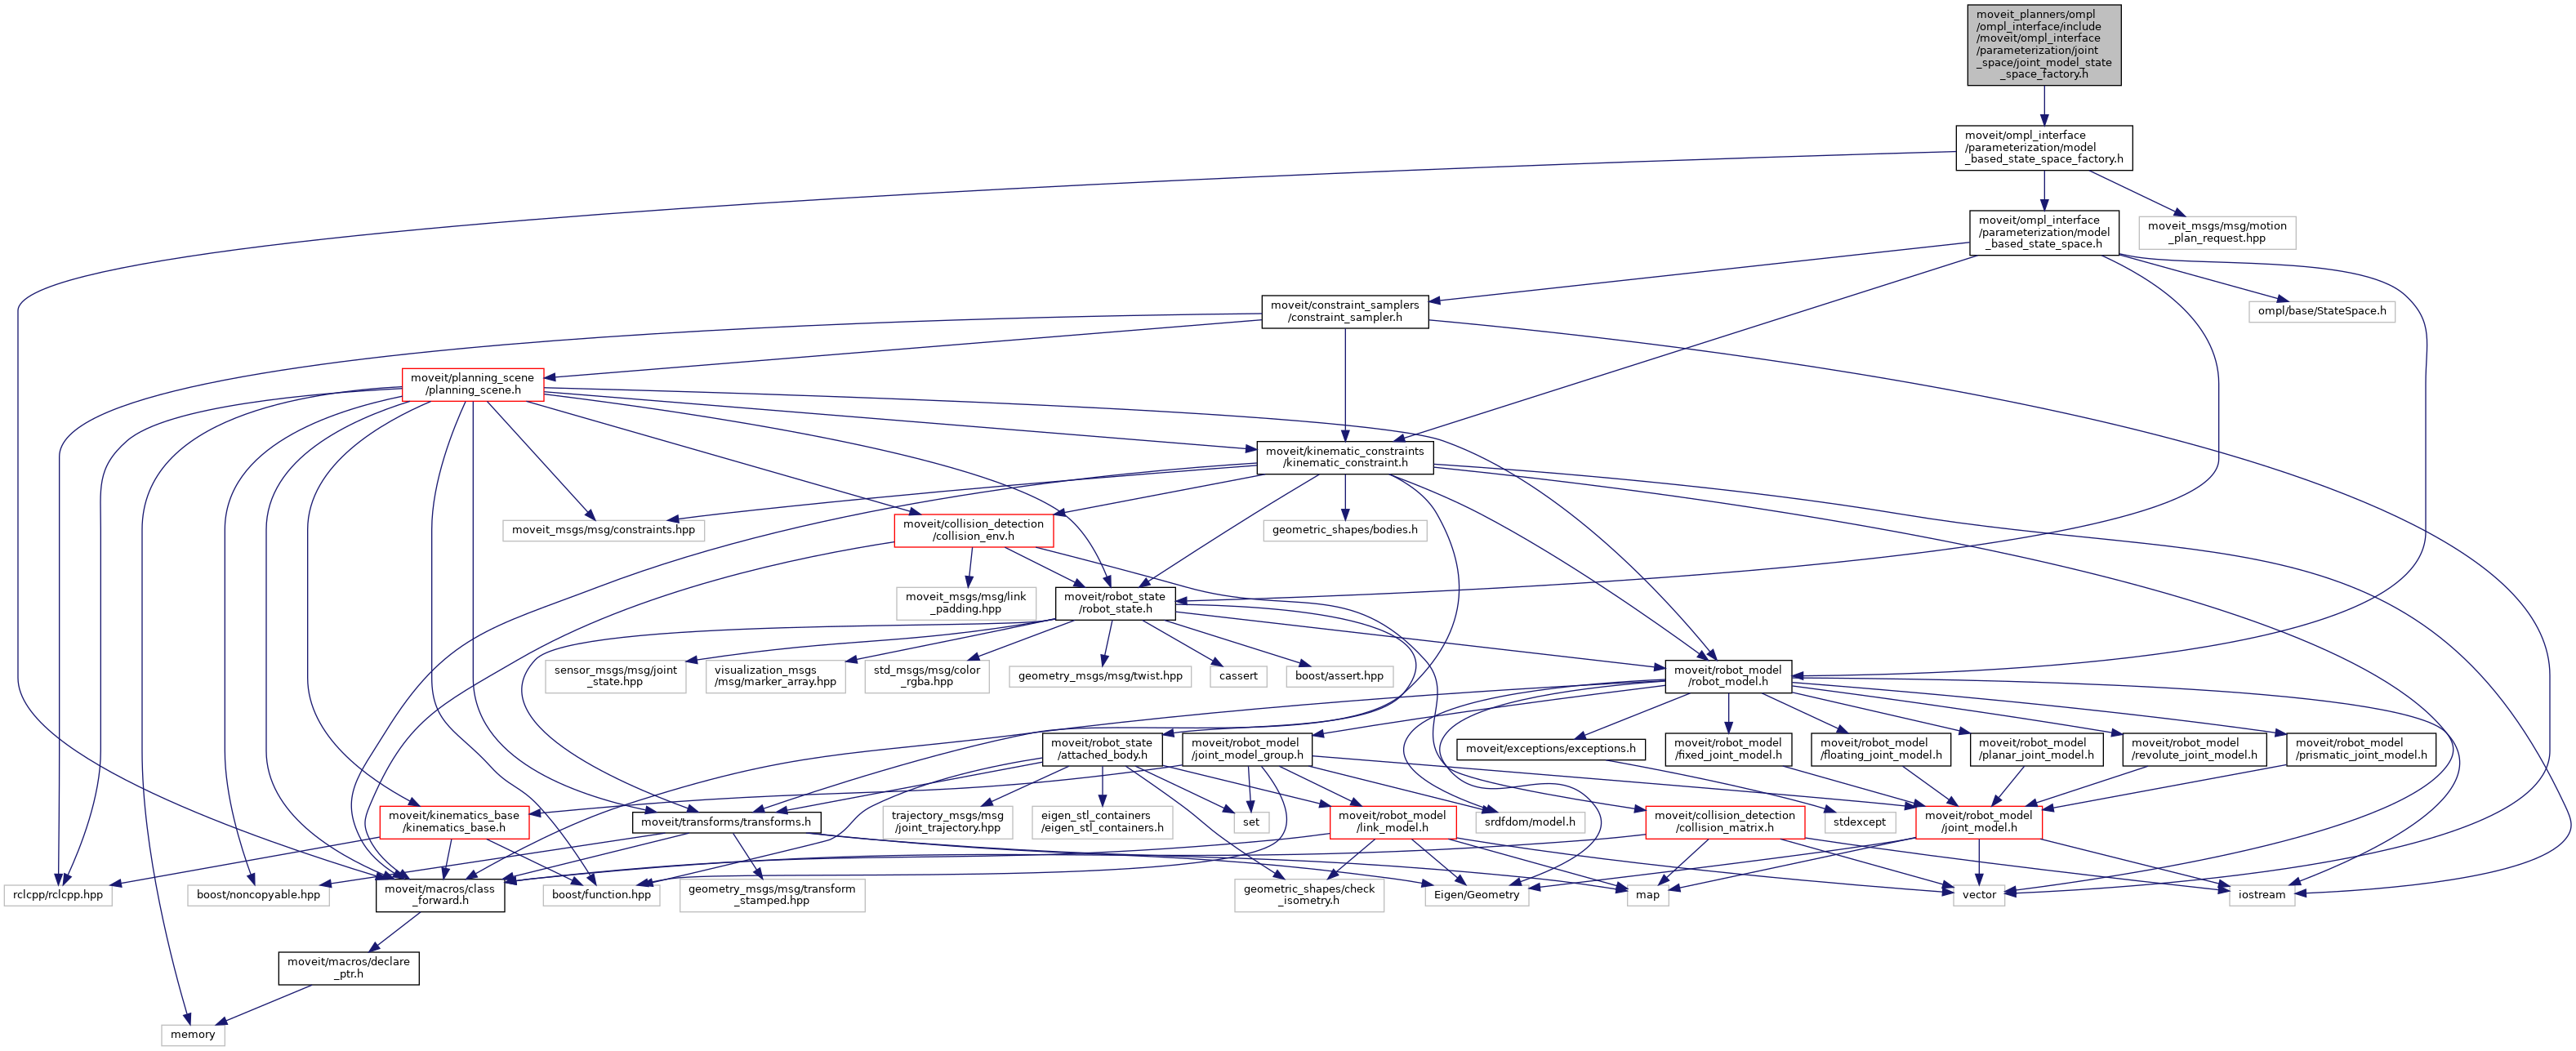 moveit_planners/ompl
/ompl_interface/include
/moveit/ompl_interface
/parameterization/joint
_space/joint_model_state
_space_factory.h
moveit/ompl_interface
/parameterization/model
_based_state_space_factory.h
moveit/ompl_interface
/parameterization/model
_based_state_space.h
moveit_msgs/msg/motion
_plan_request.hpp
moveit/constraint_samplers
/constraint_sampler.h
ompl/base/StateSpace.h
moveit/planning_scene
/planning_scene.h
moveit/kinematic_constraints
/kinematic_constraint.h
moveit_msgs/msg/constraints.hpp
moveit/collision_detection
/collision_env.h
geometric_shapes/bodies.h
moveit_msgs/msg/link
_padding.hpp
moveit/robot_state
/robot_state.h
sensor_msgs/msg/joint
_state.hpp
visualization_msgs
/msg/marker_array.hpp
std_msgs/msg/color
_rgba.hpp
geometry_msgs/msg/twist.hpp
cassert
boost/assert.hpp
moveit/robot_model
/robot_model.h
moveit/robot_state
/attached_body.h
moveit/robot_model
/joint_model_group.h
moveit/exceptions/exceptions.h
moveit/robot_model
/fixed_joint_model.h
moveit/robot_model
/floating_joint_model.h
moveit/robot_model
/planar_joint_model.h
moveit/robot_model
/revolute_joint_model.h
moveit/robot_model
/prismatic_joint_model.h
moveit/kinematics_base
/kinematics_base.h
moveit/transforms/transforms.h
trajectory_msgs/msg
/joint_trajectory.hpp
eigen_stl_containers
/eigen_stl_containers.h
set
moveit/robot_model
/link_model.h
srdfdom/model.h
moveit/collision_detection
/collision_matrix.h
stdexcept
moveit/robot_model
/joint_model.h
rclcpp/rclcpp.hpp
boost/noncopyable.hpp
moveit/macros/class
_forward.h
boost/function.hpp
geometry_msgs/msg/transform
_stamped.hpp
geometric_shapes/check
_isometry.h
Eigen/Geometry
map
vector
iostream
moveit/macros/declare
_ptr.h
memory